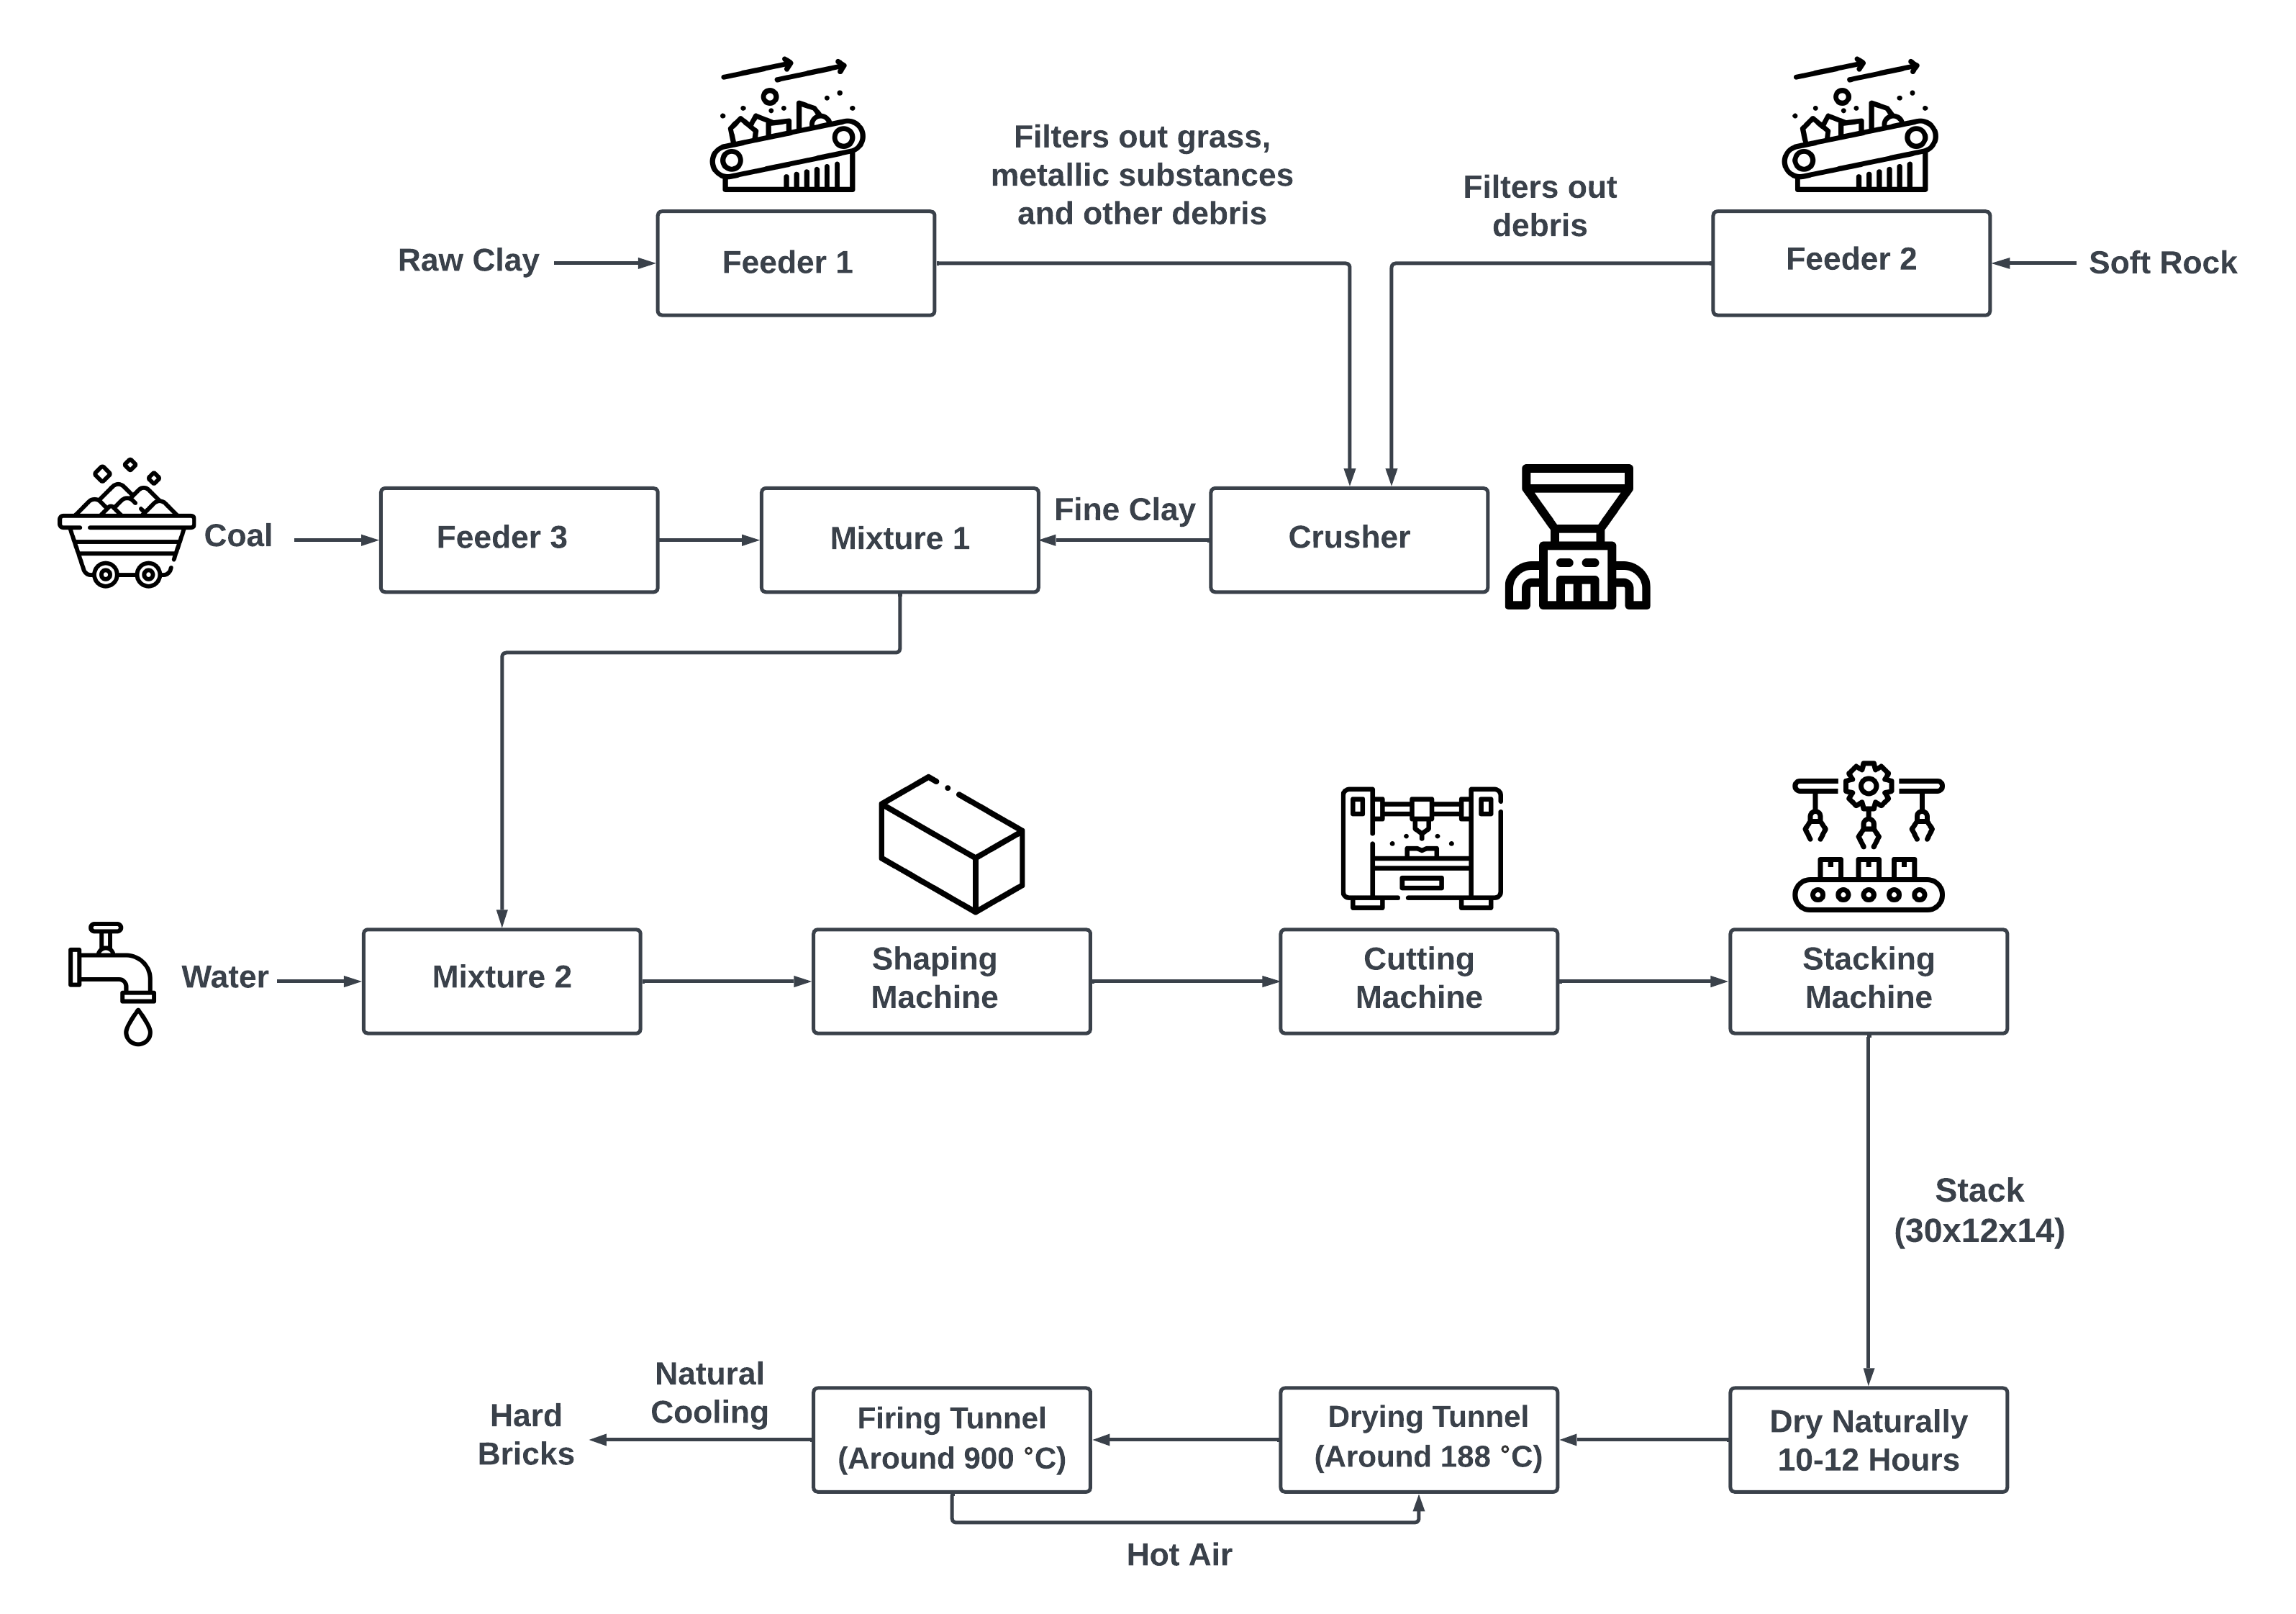 Filters out grass,
metallic substances
and other debris
Filters out
debris
Raw Clay
Feeder 1
Feeder 2
Soft Rock
Coal
Feeder 3
Mixture 1
Fine Clay
Crusher
Water
Mixture 2
Shaping
Machine
Cutting
Machine
Stacking
Machine
Stack
(30x12x14)
Hard
Bricks
Natural
Cooling
Firing Tunnel
(Around 900 °C)
Drying Tunnel
(Around 188 °C)
Dry Naturally
10-12 Hours
Hot Air